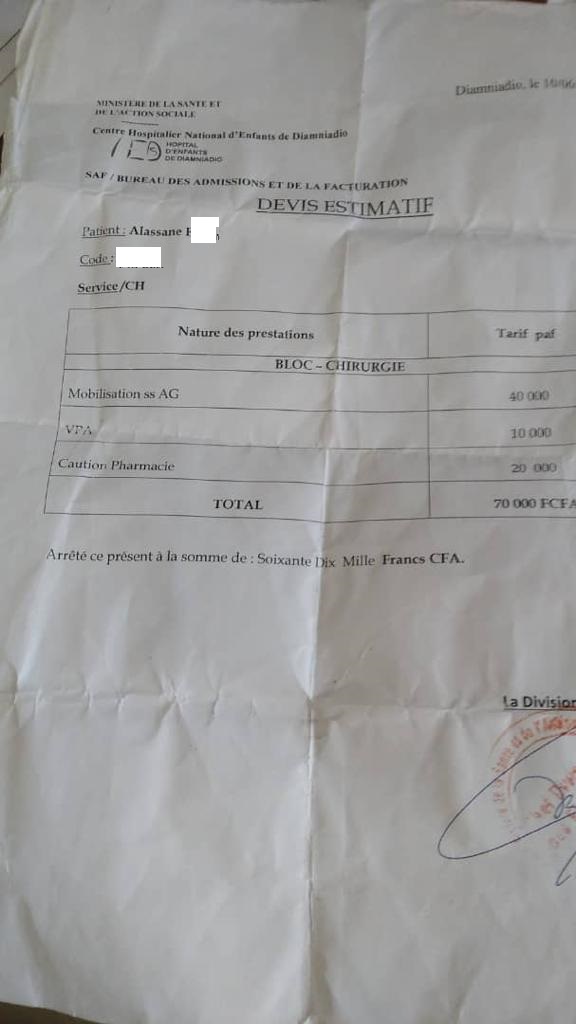 Diamniadio, le 10/06
MINISTERE DE LA SANTE ET
DE L'ACTION SOCIALE
Centre Hospitalier National d'Enfants de Diamniadio
HOPITAL
D'ENFANTS
DE DIAMNIADIO
SAF / BUREAU DES ADMISSIONS ET DE LA FACTURATION
DEVIS ESTIMATIF
Patient : Alassane
Code :
Service/CH
Nature des prestations Tarif paf
BLOC – CHIRURGIE
Mobilisation ss AG 40 000
VPA 10 000
Caution Pharmacie 20 000
TOTAL 70 000 FCFA
Arrêté ce présent à la somme de : Soixante Dix Mille Francs CFA.
La Division